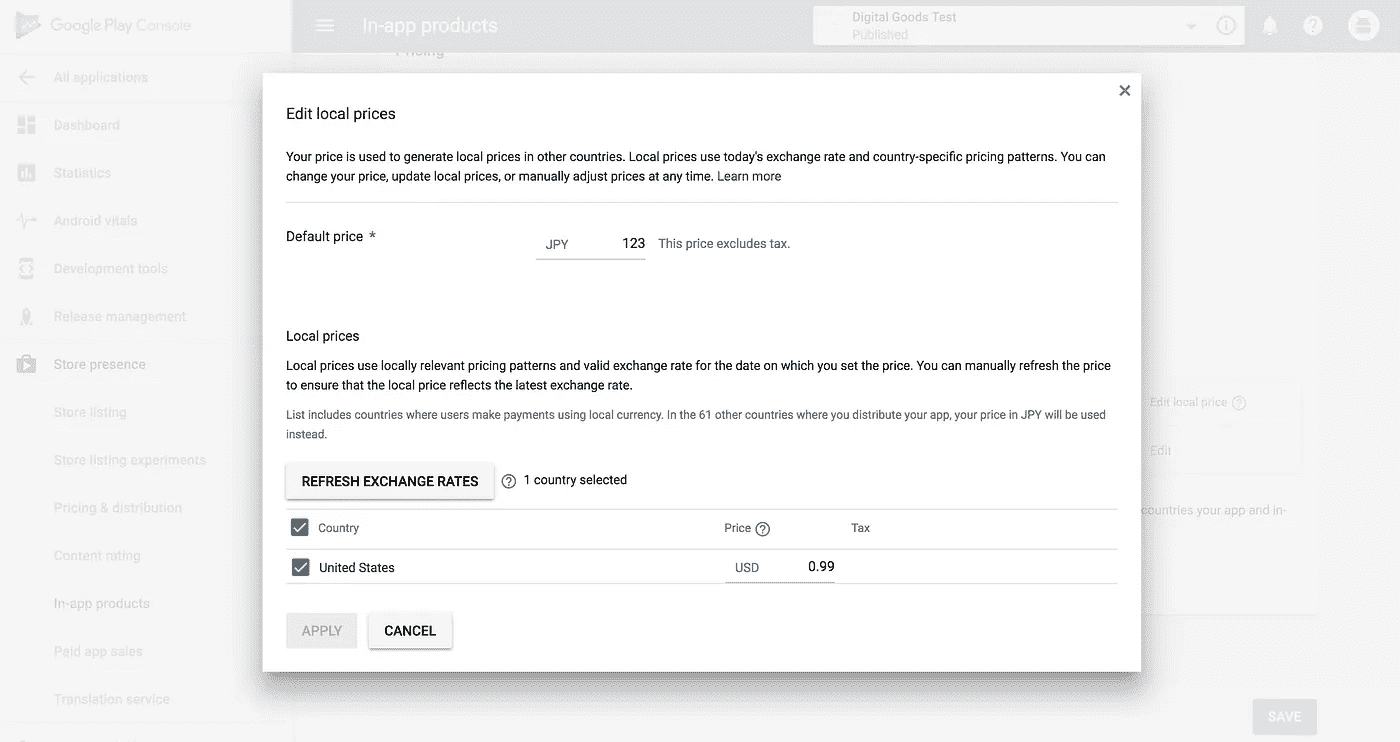 Google Play Console
In-app products
Digital Goods Test
Published
Pricing
All applications
Dashboard
Statistics
Android vitals
Development tools
Release management
Store presence
Store listing
Store listing experiments
Pricing & distribution
Content rating
In-app products
Paid app sales
Translation service
Edit local prices
Your price is used to generate local prices in other countries. Local prices use today's exchange rate and country-specific pricing patterns. You can
change your price, update local prices, or manually adjust prices at any time. Learn more
Default price * JPY 123 This price excludes tax.
Local prices
Local prices use locally relevant pricing patterns and valid exchange rate for the date on which you set the price. You can manually refresh the price
to ensure that the local price reflects the latest exchange rate.
List includes countries where users make payments using local currency. In the 61 other countries where you distribute your app, your price in JPY will be used
instead.
REFRESH EXCHANGE RATES 1 country selected
Country Price Tax
United States USD 0.99
APPLY CANCEL
Edit local price
Edit
countries your app and in-
SAVE